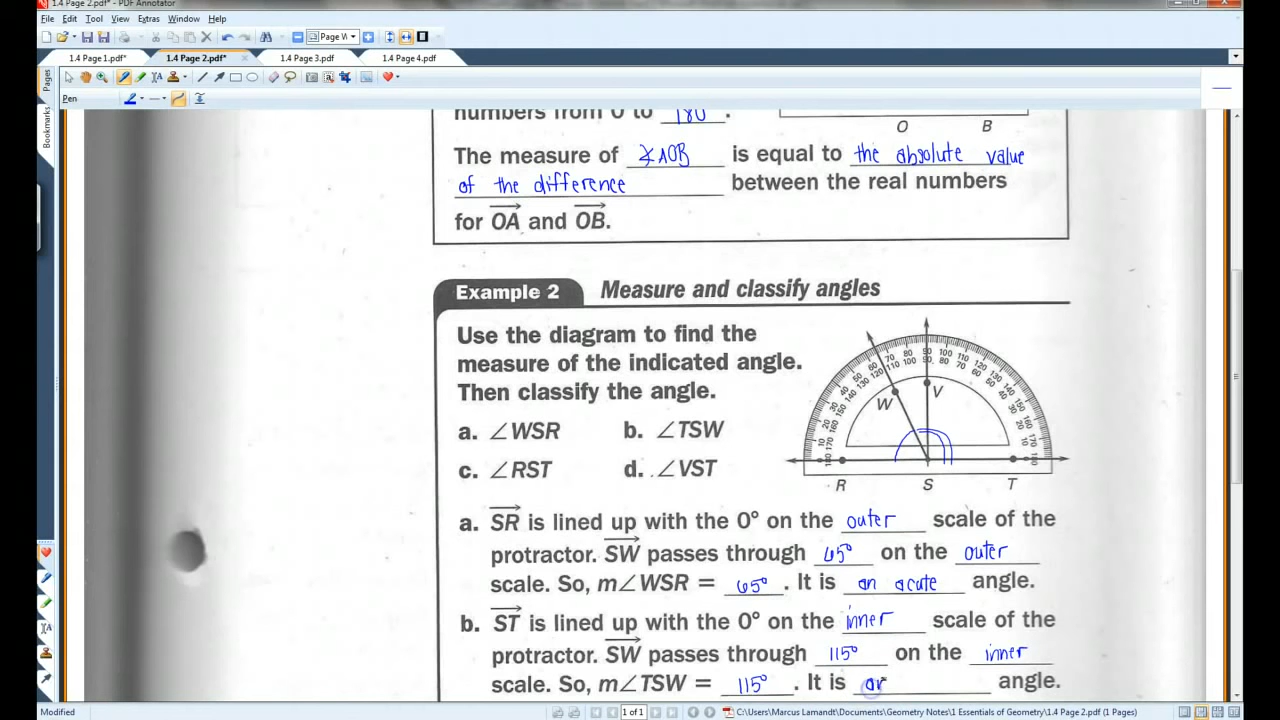 1.4 Page 2.pdf* - PDF Annotator
File Edit Tool View Extras Window Help
Page W
1.4 Page 1.pdf* 1.4 Page 2.pdf* 1.4 Page 3.pdf 1.4 Page 4.pdf
Pen
Pages
Bookmarks
numbers from 0 to 180 .
O B
The measure of ∡AOB is equal to the absolute value
of the difference between the real numbers
for OA and OB.
Example 2 Measure and classify angles
Use the diagram to find the
measure of the indicated angle.
Then classify the angle.
a. ∠WSR b. ∠TSW
c. ∠RST d. ∠VST
W V
R S T
a. SR is lined up with the 0° on the outer scale of the
protractor. SW passes through 65° on the outer
scale. So, m∠WSR = 65° . It is an acute angle.
b. ST is lined up with the 0° on the inner scale of the
protractor. SW passes through 115° on the inner
scale. So, m∠TSW = 115° . It is an angle.
Modified
1 of 1
C:\Users\Marcus Lamandt\Documents\Geometry Notes\1 Essentials of Geometry\1.4 Page 2.pdf (1 Pages)